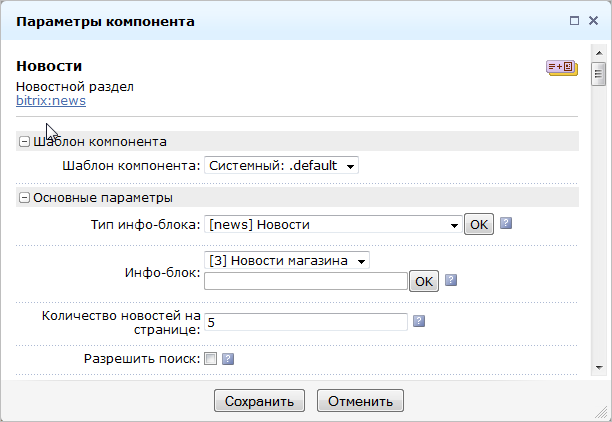 Параметры компонента
Новости
Новостной раздел
bitrix:news
Шаблон компонента
Шаблон компонента: Системный: .default
Основные параметры
Тип инфо-блока: [news] Новости OK ?
Инфо-блок: [3] Новости магазина
OK ?
Количество новостей на
странице: 5 ?
Разрешить поиск: ?
Сохранить Отменить